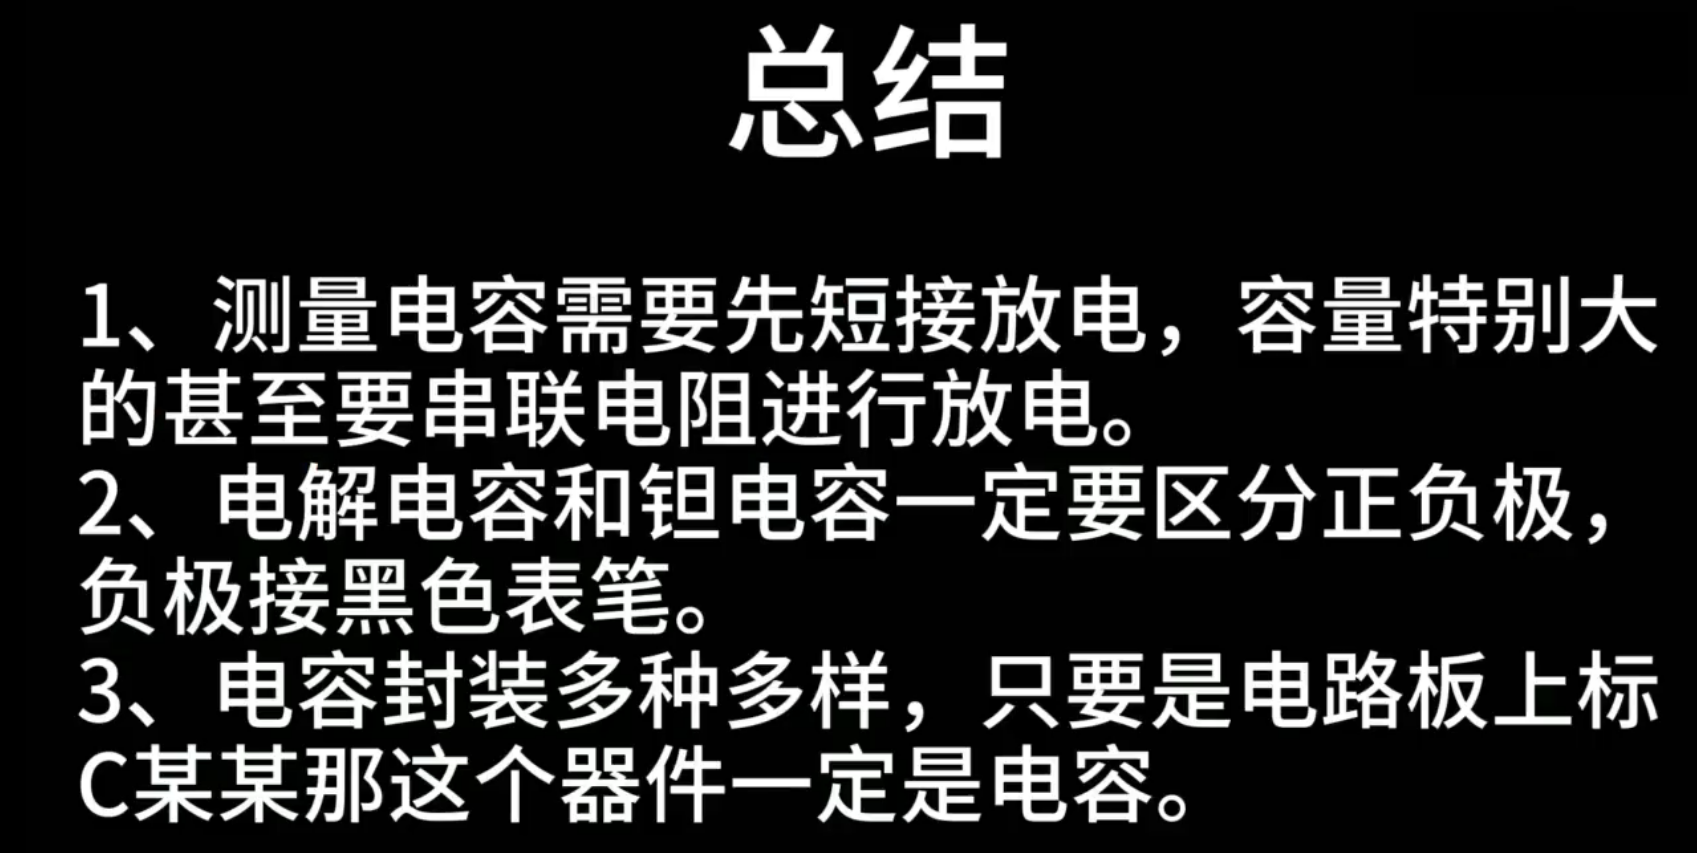 总结
1、测量电容需要先短接放电，容量特别大
的甚至要串联电阻进行放电。
2、电解电容和钽电容一定要区分正负极，
负极接黑色表笔。
3、电容封装多种多样，只要是电路板上标
C某某那这个器件一定是电容。